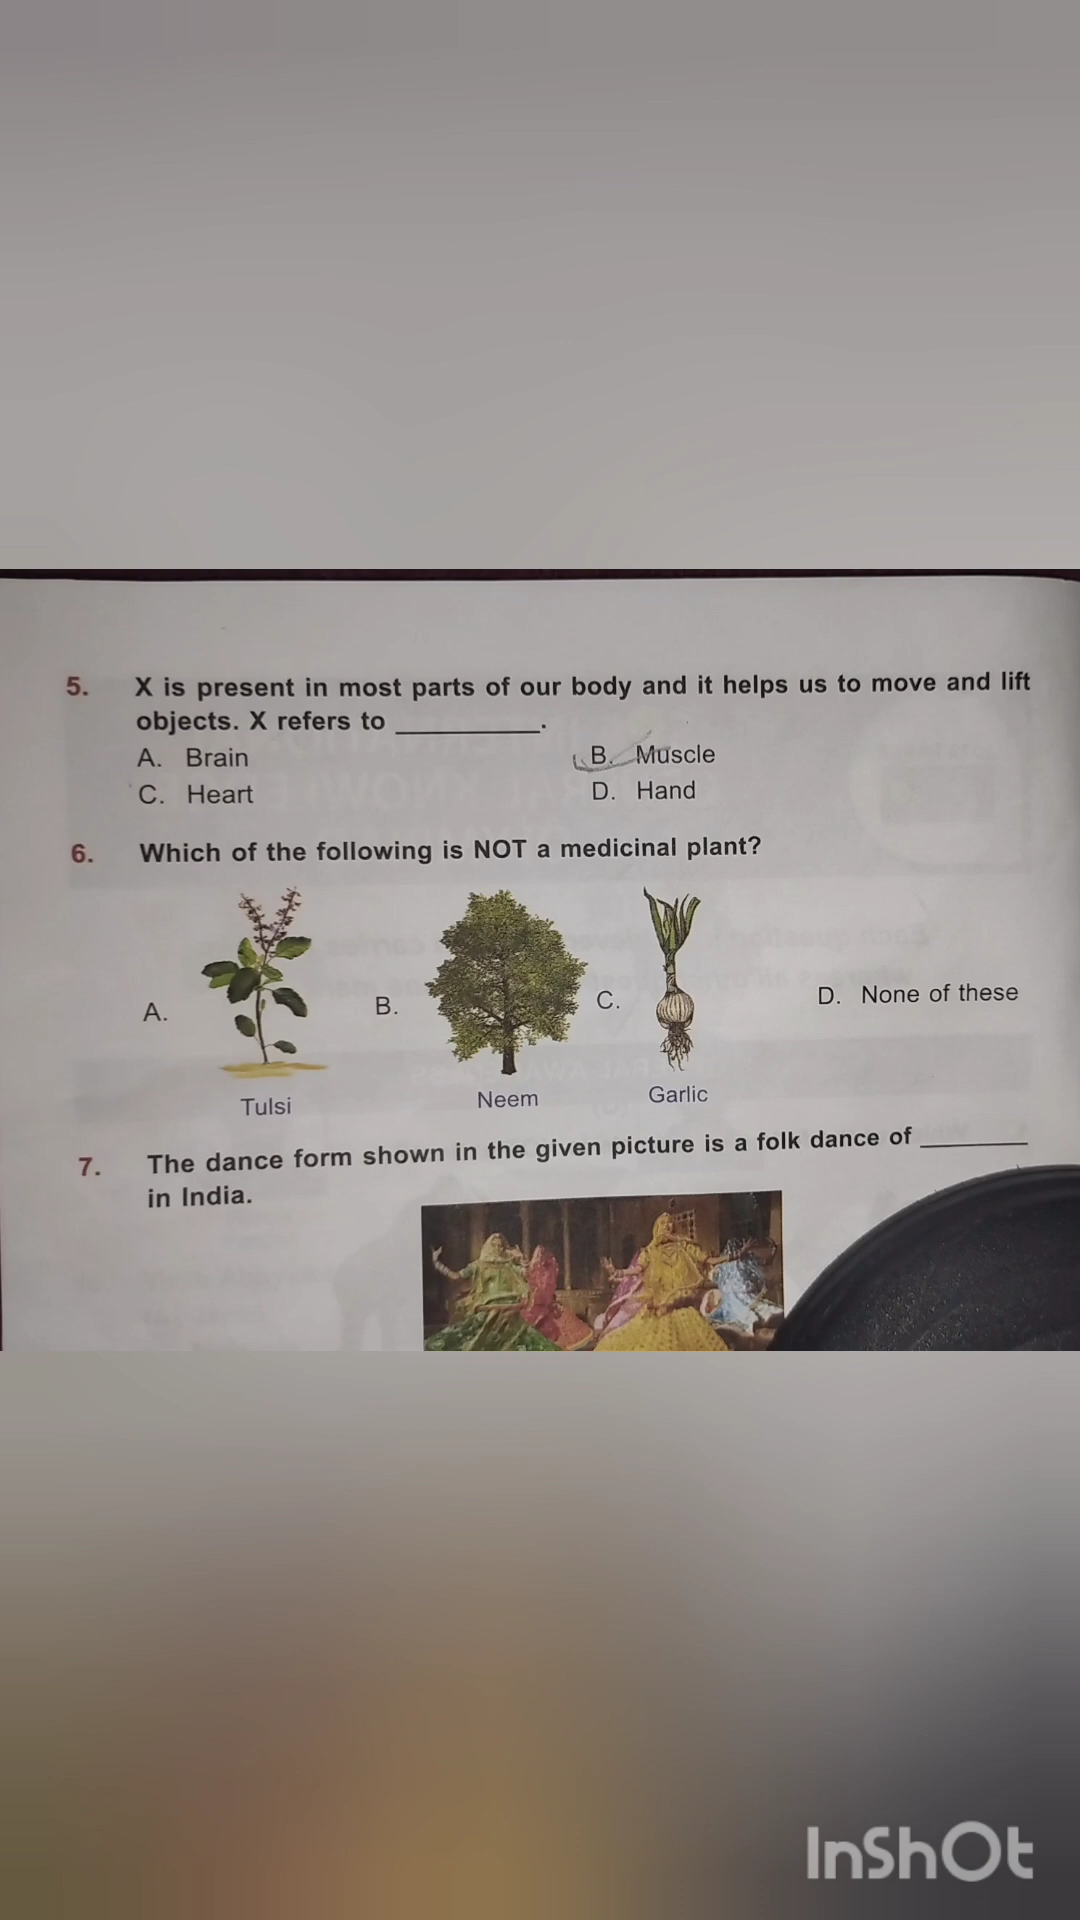 5. X is present in most parts of our body and it helps us to move and lift
objects. X refers to __________.
A. Brain
B. Muscle
C. Heart
D. Hand
6. Which of the following is NOT a medicinal plant?
A.
B.
C.
D. None of these
Tulsi
Neem
Garlic
7. The dance form shown in the given picture is a folk dance of ________
in India.
InShOt